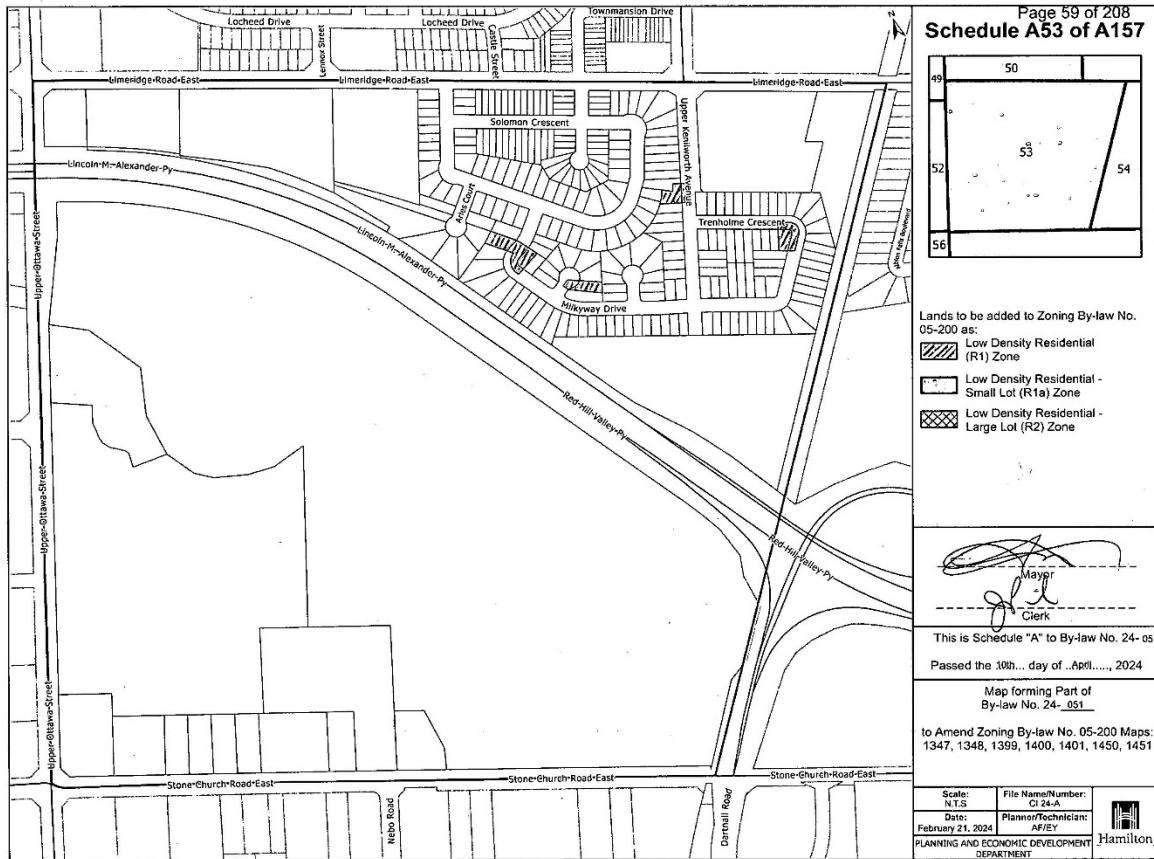 Page 59 of 208
Schedule A53 of A157
Locheed Drive
Locheed Drive
Townmansion Drive
Lennox Street
Castle Street
Limeridge-Road-East
Limeridge-Road-East
Limeridge-Road-East
Solomon Crescent
Upper Kenilworth Avenue
Lincoln-M.-Alexander-Py
Aries Court
Trenholme Crescent
Lincoln-M.-Alexander-Py
Milkyway Drive
Upper-Ottawa-Street
Upper-Ottawa-Street
Upper-Ottawa-Street
Red-Hill-Valley-Py
Red-Hill-Valley-Py
Stone-Church-Road-East
Stone-Church-Road-East
Stone-Church-Road-East
Nebo Road
Dartnall Road
N
49
50
52
53
54
56
Lands to be added to Zoning By-law No.
05-200 as:
Low Density Residential
(R1) Zone
Low Density Residential -
Small Lot (R1a) Zone
Low Density Residential -
Large Lot (R2) Zone
Mayor
Clerk
This is Schedule "A" to By-law No. 24- 05
Passed the 10th... day of ..April....., 2024
Map forming Part of
By-law No. 24- 051
to Amend Zoning By-law No. 05-200 Maps:
1347, 1348, 1399, 1400, 1401, 1450, 1451
Scale:
N.T.S
File Name/Number:
CI 24-A
Date:
February 21, 2024
Planner/Technician:
AF/EY
PLANNING AND ECONOMIC DEVELOPMENT
DEPARTMENT
Hamilton